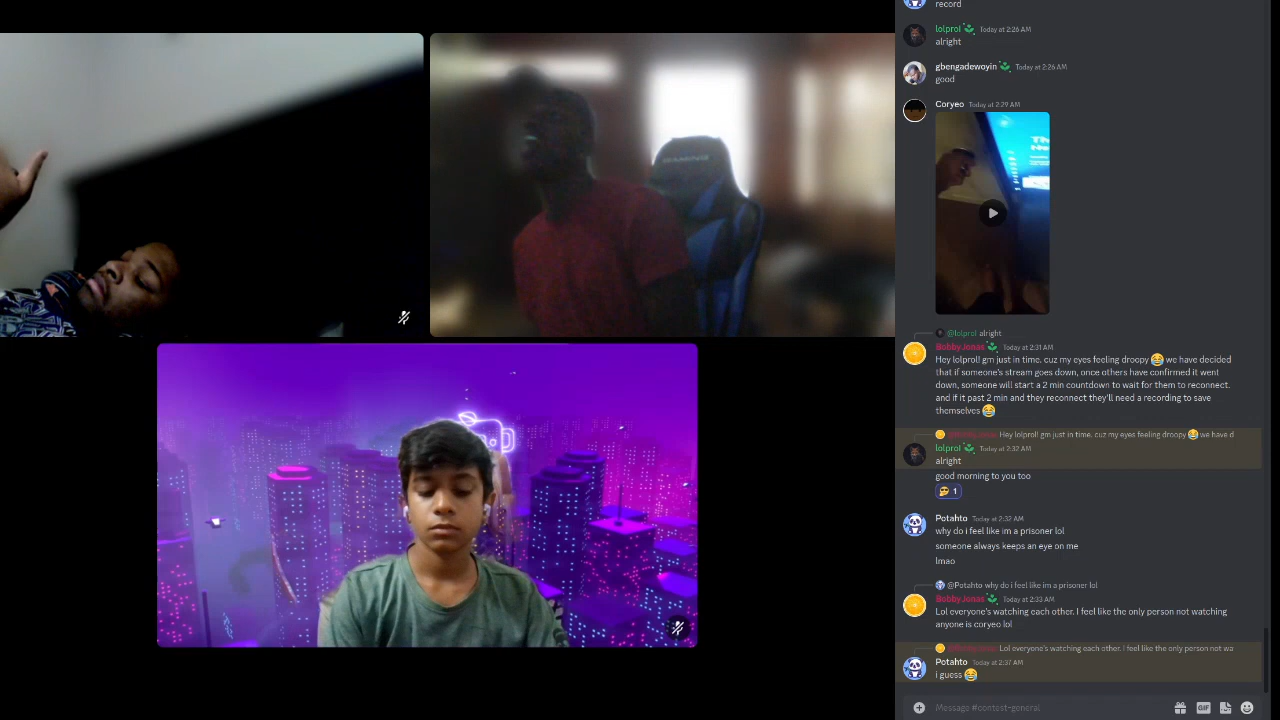 record
lolprol Today at 2:26 AM
alright
gbengadewoyin Today at 2:26 AM
good
Coryeo Today at 2:29 AM
@lolprol alright
BobbyJonas Today at 2:31 AM
Hey lolprol! gm just in time. cuz my eyes feeling droopy 😂 we have decided
that if someone's stream goes down, once others have confirmed it went
down, someone will start a 2 min countdown to wait for them to reconnect.
and if it past 2 min and they reconnect they'll need a recording to save
themselves 😂
Hey lolprol! gm just in time. cuz my eyes feeling droopy 😂 we have d
lolprol Today at 2:32 AM
alright
good morning to you too
1
Potahto Today at 2:32 AM
why do i feel like im a prisoner lol
someone always keeps an eye on me
lmao
@Potahto why do i feel like im a prisoner lol
BobbyJonas Today at 2:33 AM
Lol everyone's watching each other. I feel like the only person not watching
anyone is coryeo lol
Lol everyone's watching each other. I feel like the only person not wa
Potahto Today at 2:37 AM
i guess 😂
Message #contest-general
GIF
GAMING